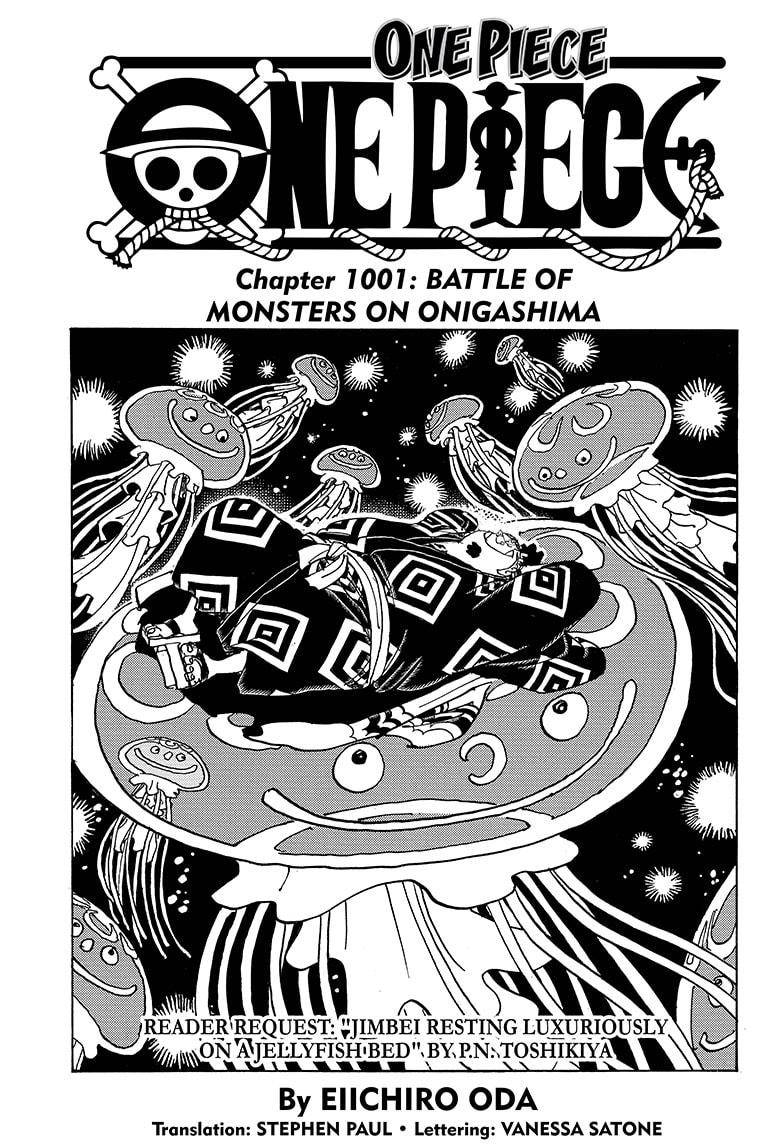 ONE PIECE
ONE PIECE
Chapter 1001: BATTLE OF
MONSTERS ON ONIGASHIMA
READER REQUEST: "JIMBEI RESTING LUXURIOUSLY
ON A JELLYFISH BED" BY P.N. TOSHIKIYA
By EIICHIRO ODA
Translation: STEPHEN PAUL • Lettering: VANESSA SATONE